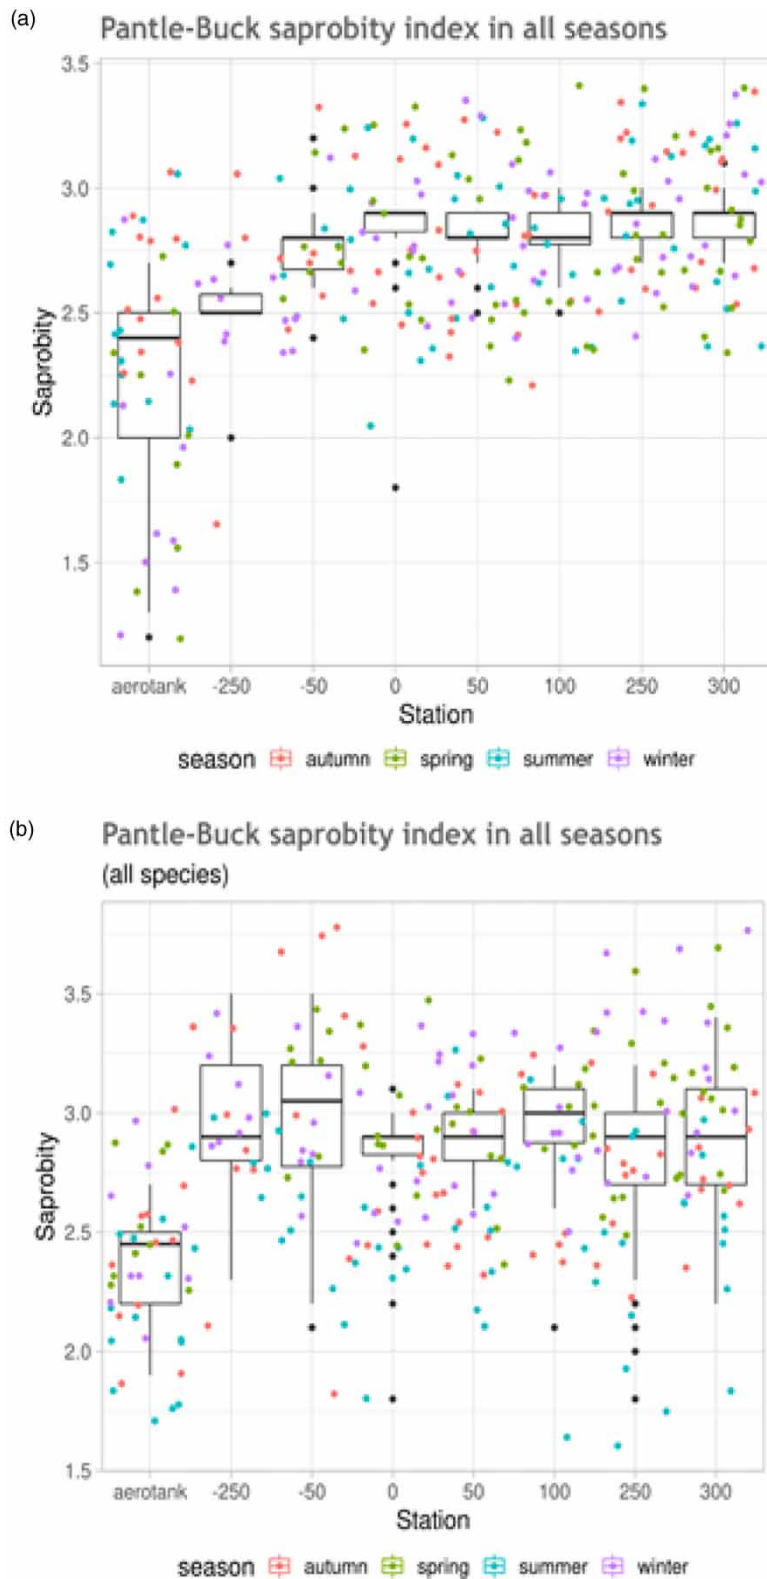 (a)
Pantle-Buck saprobity index in all seasons
3.5
3.0
2.5
2.0
1.5
Saprobity
aerotank -250 -50 0 50 100 250 300
Station
season autumn spring summer winter
(b)
Pantle-Buck saprobity index in all seasons
(all species)
3.5
3.0
2.5
2.0
1.5
Saprobity
aerotank -250 -50 0 50 100 250 300
Station
season autumn spring summer winter